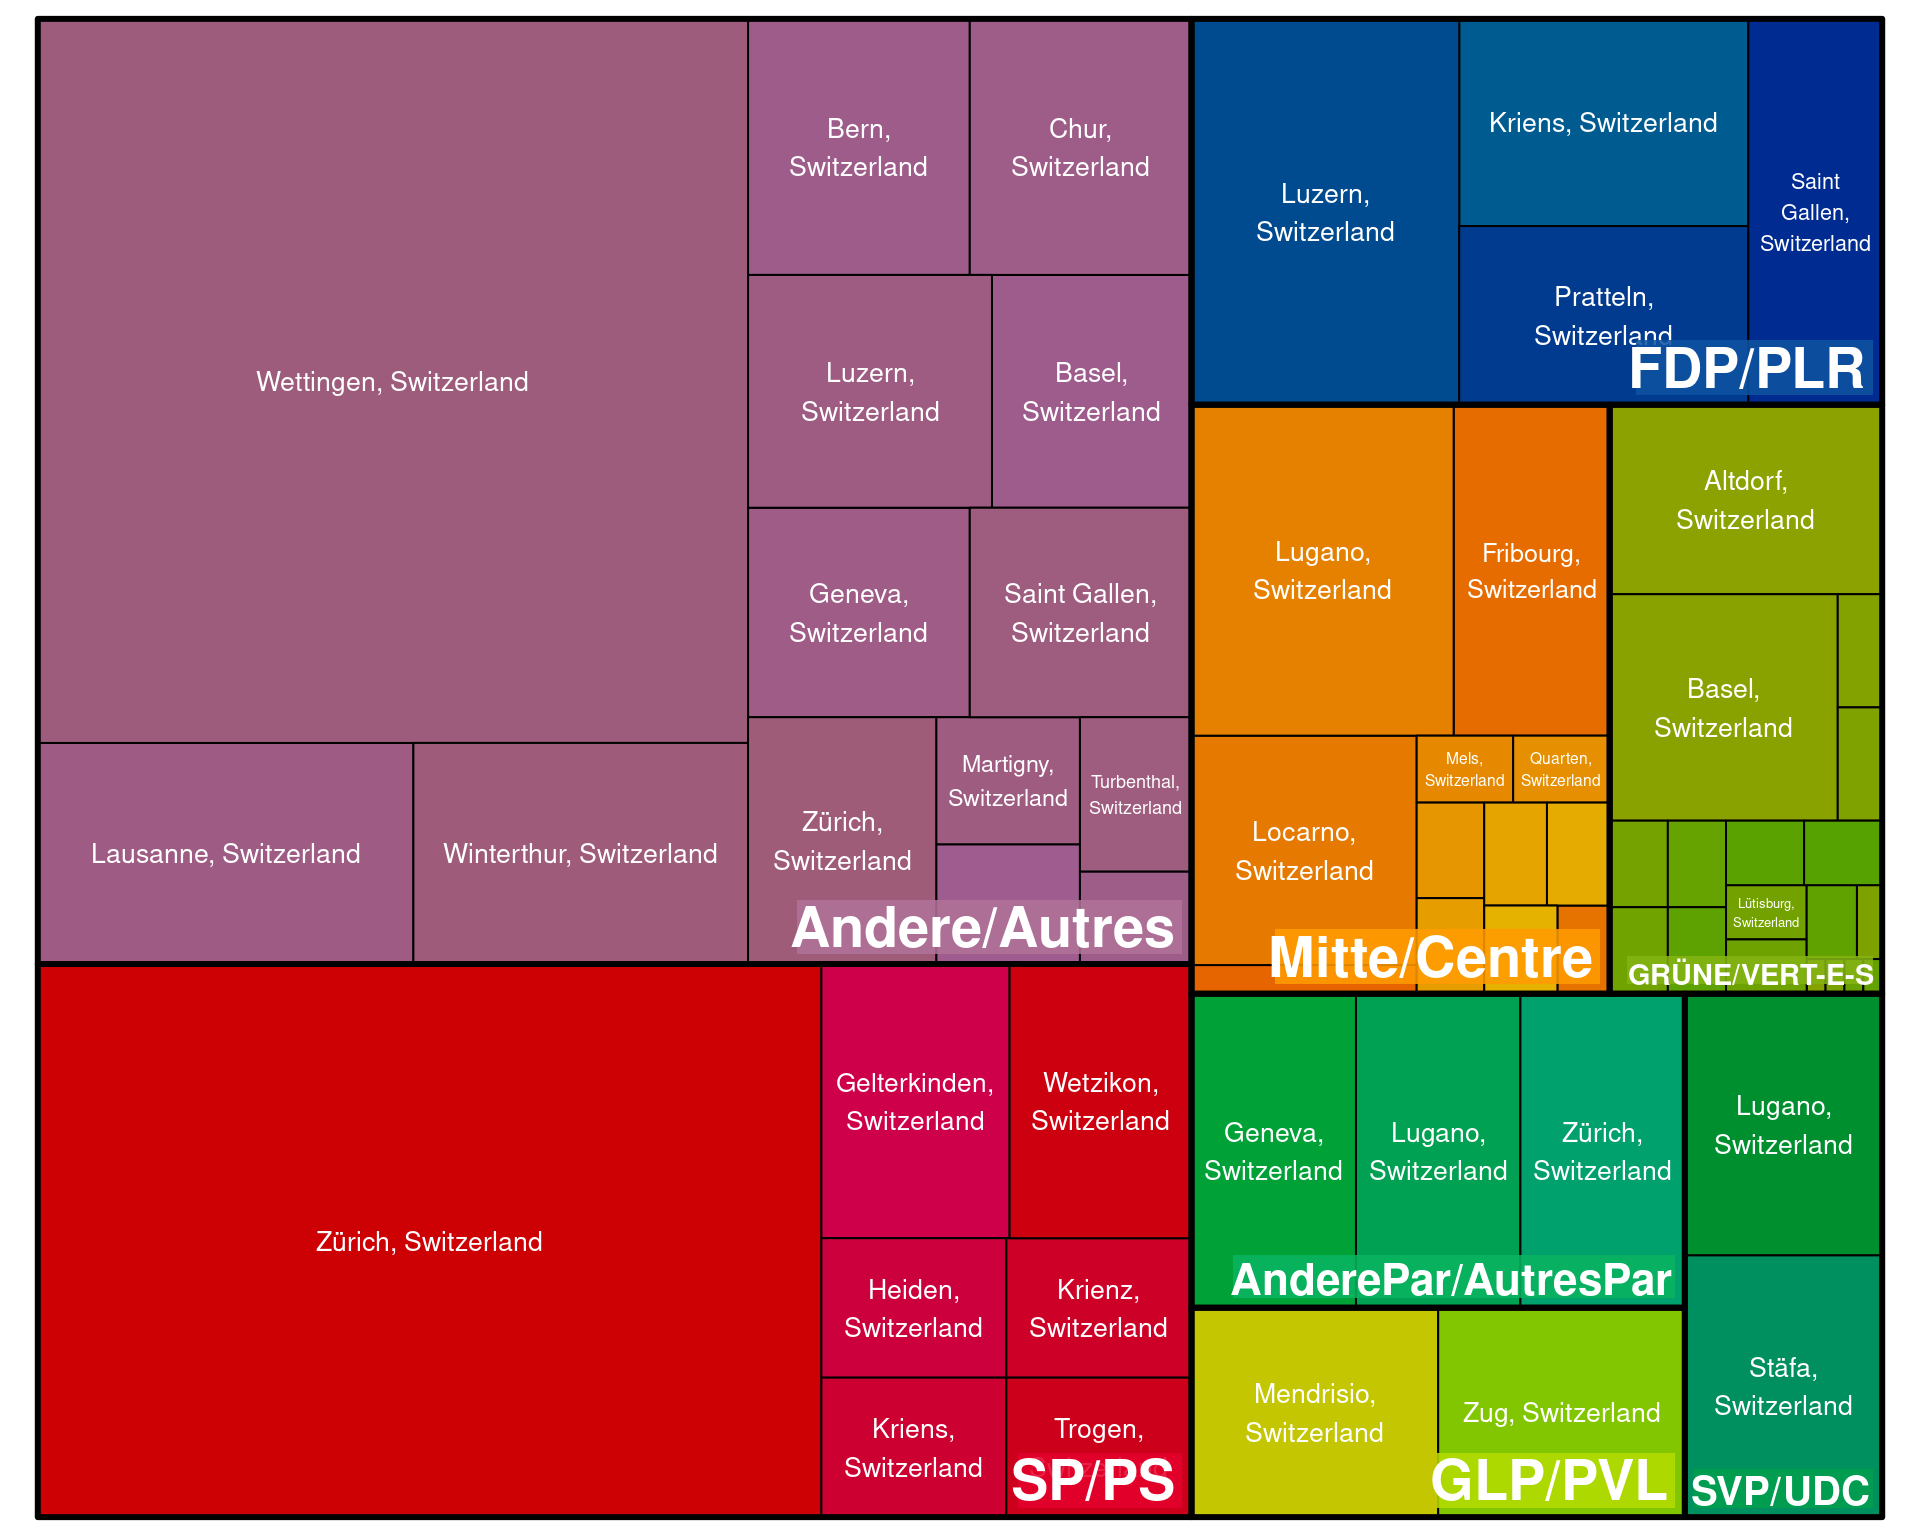 Wettingen, Switzerland
Bern,
Switzerland
Chur,
Switzerland
Luzern,
Switzerland
Basel,
Switzerland
Geneva,
Switzerland
Saint Gallen,
Switzerland
Lausanne, Switzerland
Winterthur, Switzerland
Zürich,
Switzerland
Martigny,
Switzerland
Turbenthal,
Switzerland
Andere/Autres
Zürich, Switzerland
Gelterkinden,
Switzerland
Wetzikon,
Switzerland
Heiden,
Switzerland
Krienz,
Switzerland
Kriens,
Switzerland
Trogen,
SP/PS
Luzern,
Switzerland
Kriens, Switzerland
Pratteln,
Switzerland
Saint
Gallen,
Switzerland
FDP/PLR
Lugano,
Switzerland
Fribourg,
Switzerland
Locarno,
Switzerland
Mels,
Switzerland
Quarten,
Switzerland
Mitte/Centre
Altdorf,
Switzerland
Basel,
Switzerland
Lütisburg,
Switzerland
GRÜNE/VERT-E-S
Geneva,
Switzerland
Lugano,
Switzerland
Zürich,
Switzerland
AnderePar/AutresPar
Mendrisio,
Switzerland
Zug, Switzerland
GLP/PVL
Lugano,
Switzerland
Stäfa,
Switzerland
SVP/UDC